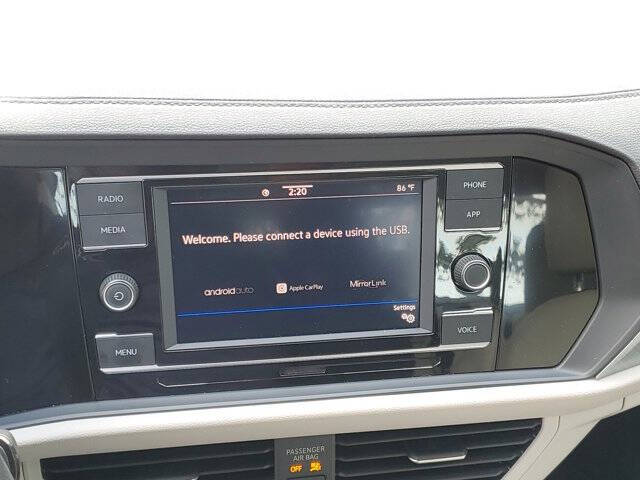 RADIO
MEDIA
MENU
2:20
86 °F
Welcome. Please connect a device using the USB.
androidauto
Apple CarPlay
MirrorLink
Settings
PHONE
APP
VOICE
PASSENGER
AIR BAG
OFF